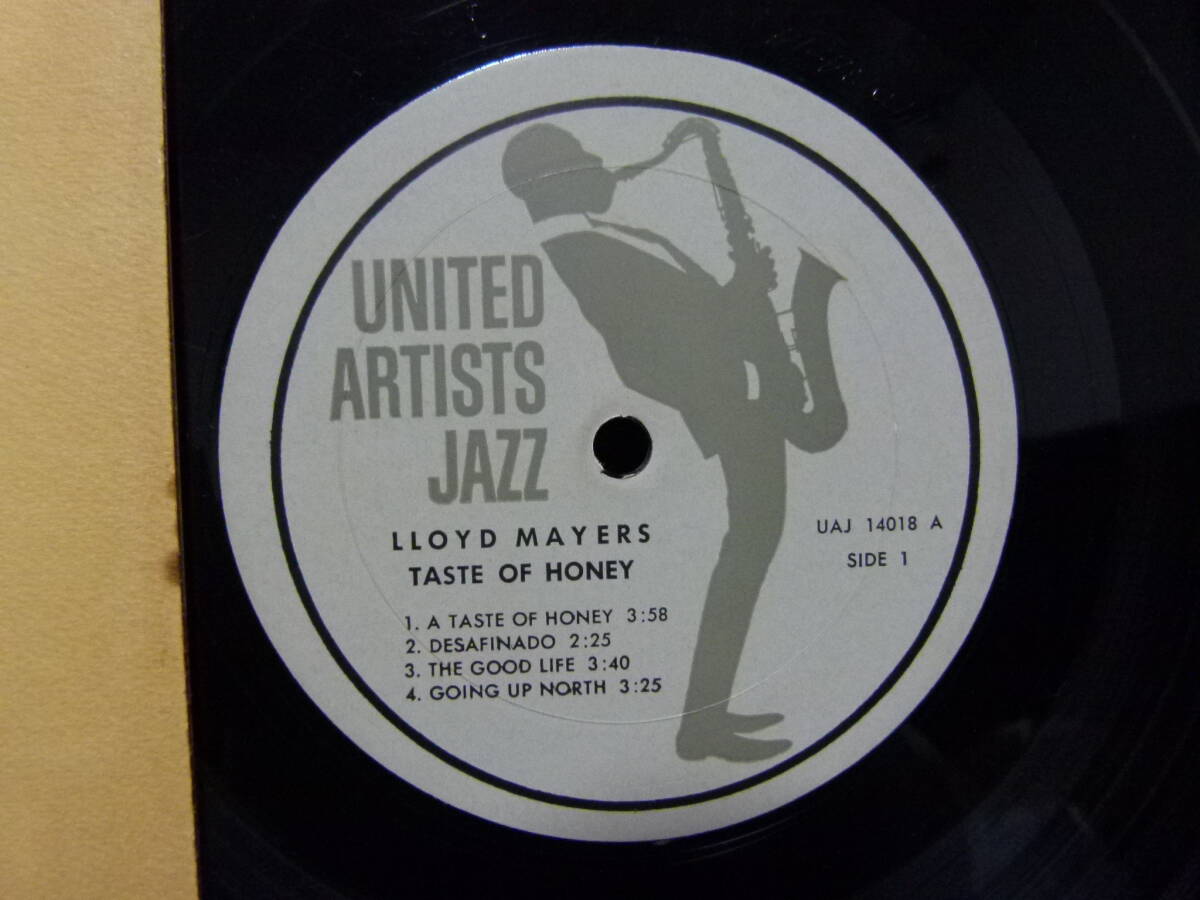 UNITED
ARTISTS
JAZZ
LLOYD MAYERS
TASTE OF HONEY
UAJ 14018 A
SIDE 1
1. A TASTE OF HONEY 3:58
2. DESAFINADO 2:25
3. THE GOOD LIFE 3:40
4. GOING UP NORTH 3:25